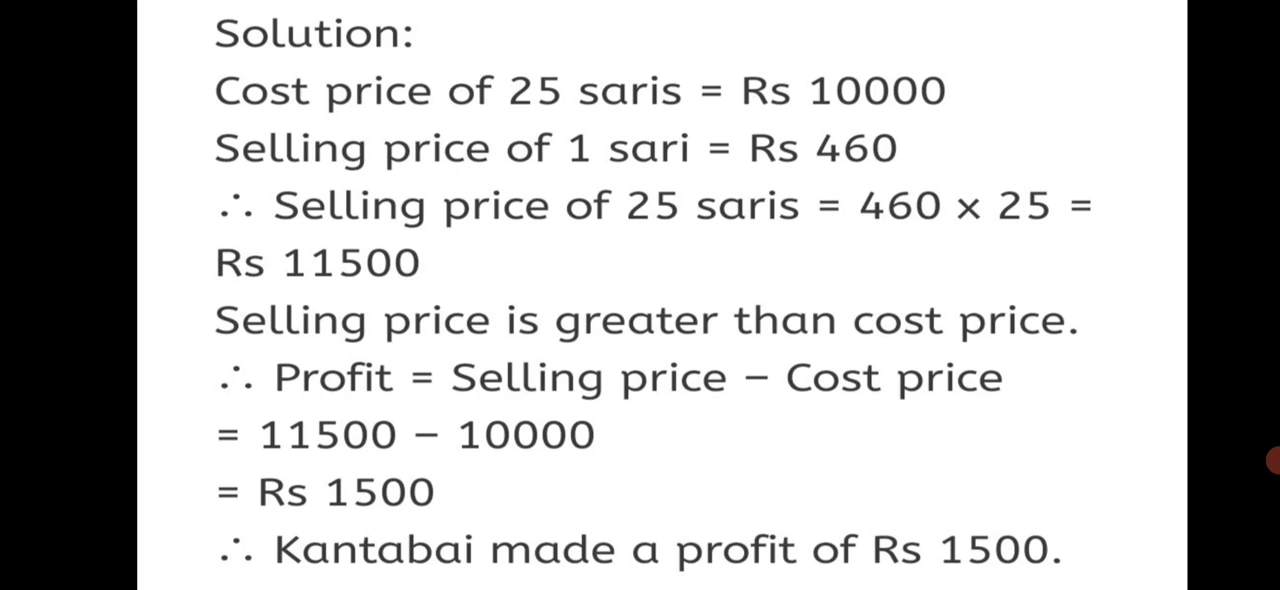 Solution:
Cost price of 25 saris = Rs 10000
Selling price of 1 sari = Rs 460
∴ Selling price of 25 saris = 460 x 25 =
Rs 11500
Selling price is greater than cost price.
∴ Profit = Selling price – Cost price
= 11500 – 10000
= Rs 1500
∴ Kantabai made a profit of Rs 1500.